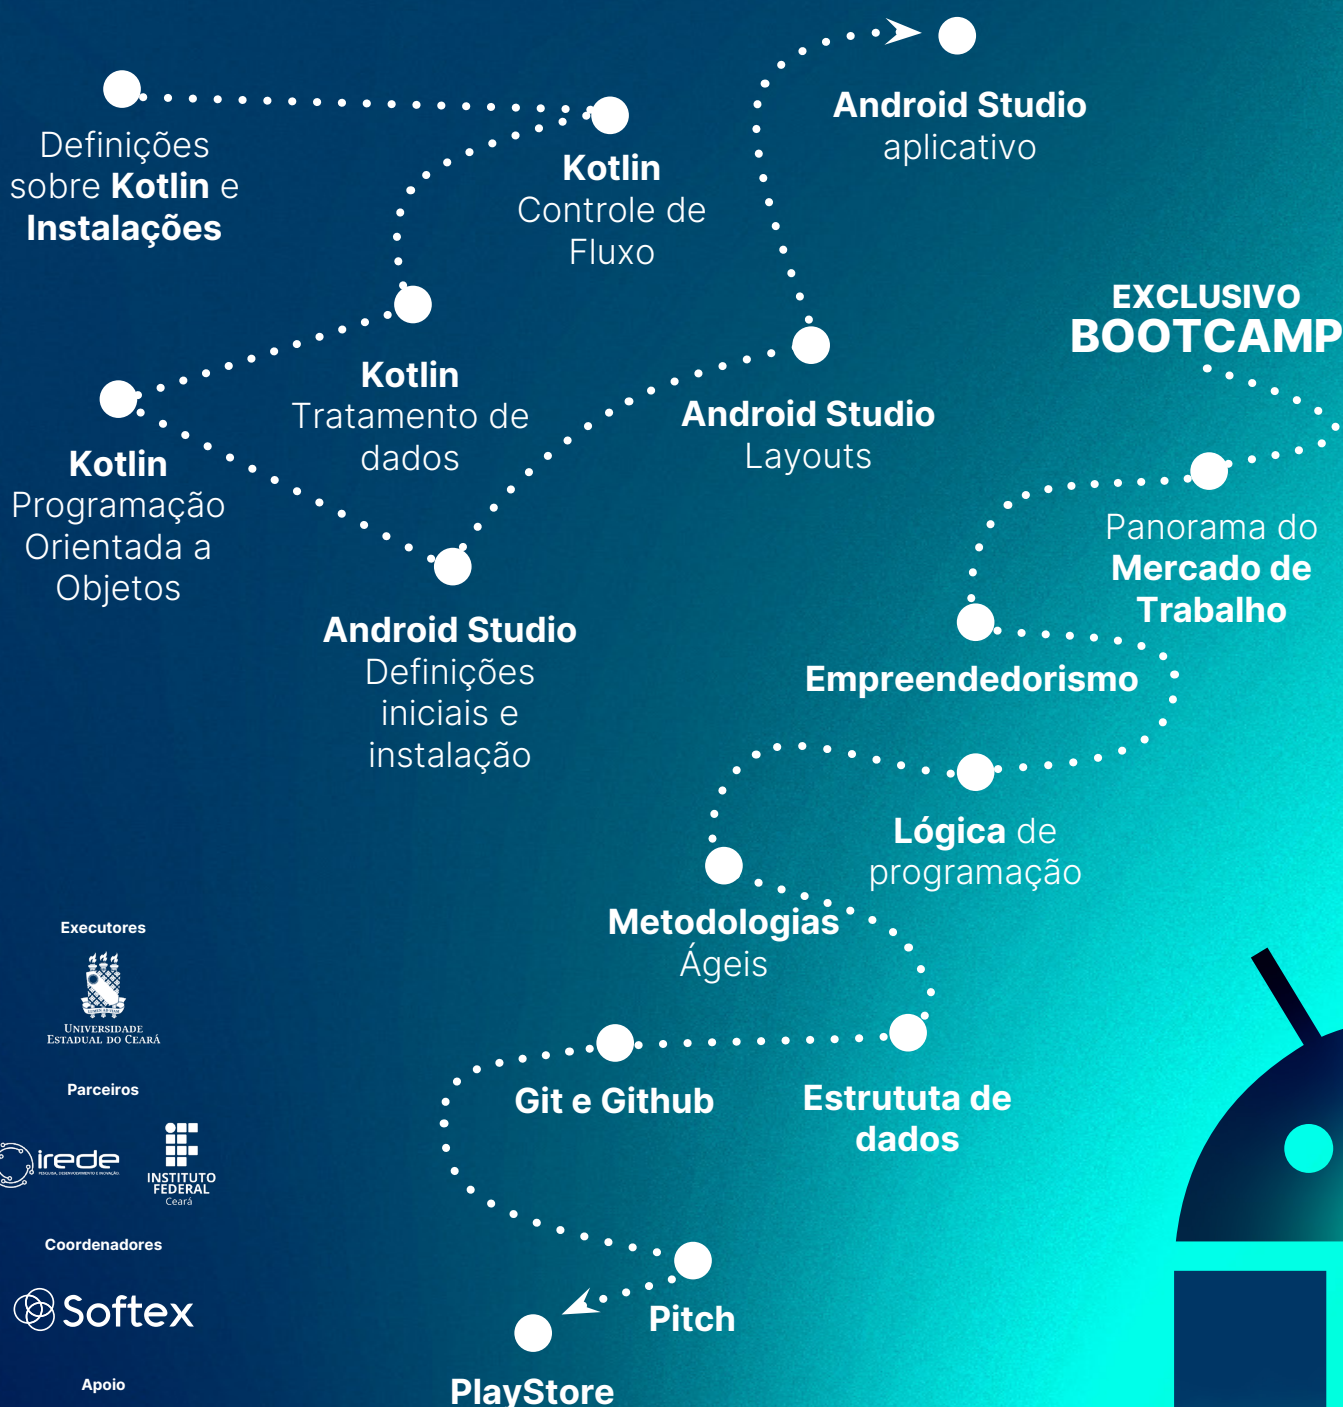 Definições
sobre Kotlin e
Instalações
Kotlin
Controle de
Fluxo
Kotlin
Tratamento de
dados
Kotlin
Programação
Orientada a
Objetos
Android Studio
Definições
iniciais e
instalação
Android Studio
Layouts
Android Studio
aplicativo
EXCLUSIVO
BOOTCAMP
Panorama do
Mercado de
Trabalho
Empreendedorismo
Lógica de
programação
Metodologias
Ágeis
Estrututa de
dados
Git e Github
Pitch
PlayStore
Executores
UNIVERSIDADE
ESTADUAL DO CEARÁ
Parceiros
irede
PESQUISA, DESENVOLVIMENTO E INOVAÇÃO.
INSTITUTO
FEDERAL
Ceará
Coordenadores
Softex
Apoio